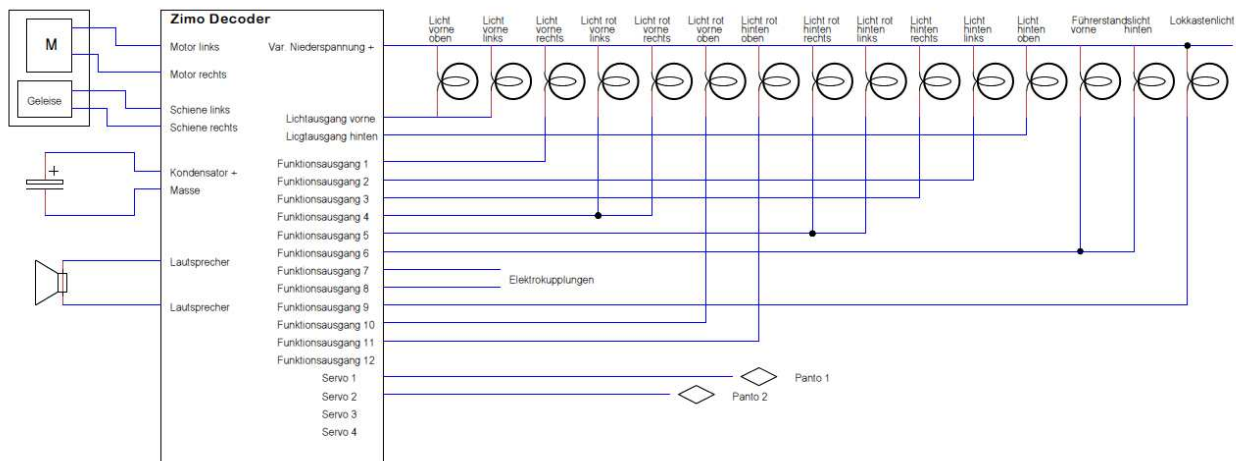 Zimo Decoder
M
Motor links
Motor rechts
Geleise
Schiene links
Schiene rechts
+
Kondensator +
Masse
Lautsprecher
Lautsprecher
Var. Niederspannung +
Lichtausgang vorne
Licgtausgang hinten
Funktionsausgang 1
Funktionsausgang 2
Funktionsausgang 3
Funktionsausgang 4
Funktionsausgang 5
Funktionsausgang 6
Funktionsausgang 7
Funktionsausgang 8
Funktionsausgang 9
Funktionsausgang 10
Funktionsausgang 11
Funktionsausgang 12
Servo 1
Servo 2
Servo 3
Servo 4
Licht
vorne
oben
Licht
vorne
links
Licht
vorne
rechts
Licht rot
vorne
links
Licht rot
vorne
rechts
Licht rot
vorne
oben
Licht rot
hinten
oben
Licht rot
hinten
rechts
Licht rot
hinten
links
Licht
hinten
rechts
Licht
hinten
links
Licht
hinten
oben
Führerstandslicht
vorne hinten
Lokkastenlicht
Elektrokupplungen
Panto 1
Panto 2